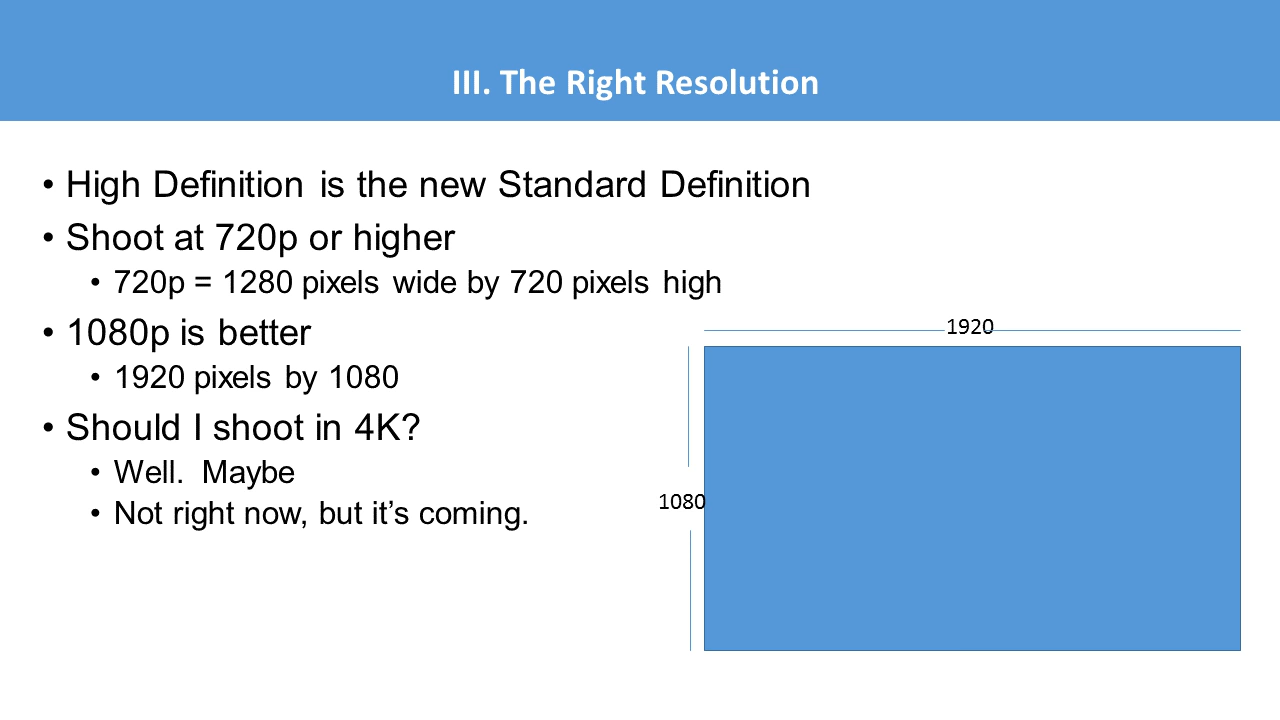 III. The Right Resolution
• High Definition is the new Standard Definition
• Shoot at 720p or higher
• 720p = 1280 pixels wide by 720 pixels high
• 1080p is better
• 1920 pixels by 1080
• Should I shoot in 4K?
• Well.  Maybe
• Not right now, but it’s coming.
1920
1080